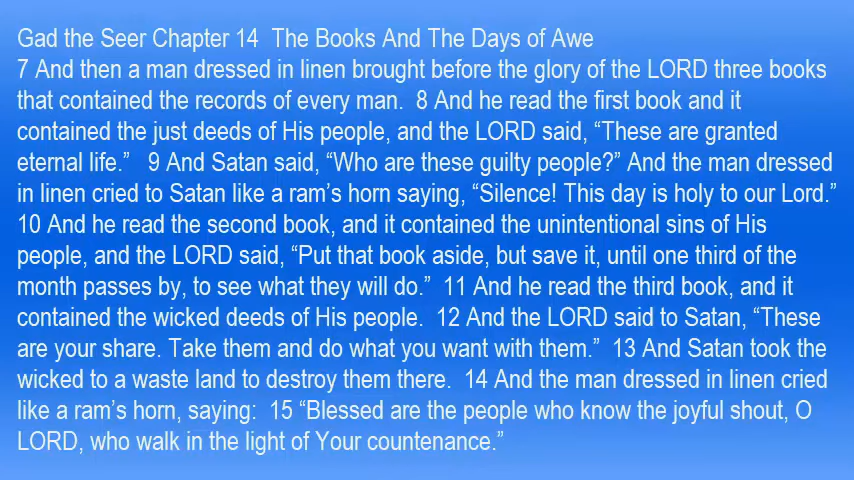 Gad the Seer Chapter 14  The Books And The Days of Awe
7 And then a man dressed in linen brought before the glory of the LORD three books
that contained the records of every man.  8 And he read the first book and it
contained the just deeds of His people, and the LORD said, “These are granted
eternal life.”   9 And Satan said, “Who are these guilty people?” And the man dressed
in linen cried to Satan like a ram’s horn saying, “Silence! This day is holy to our Lord.”
10 And he read the second book, and it contained the unintentional sins of His
people, and the LORD said, “Put that book aside, but save it, until one third of the
month passes by, to see what they will do.”  11 And he read the third book, and it
contained the wicked deeds of His people.  12 And the LORD said to Satan, “These
are your share. Take them and do what you want with them.”  13 And Satan took the
wicked to a waste land to destroy them there.  14 And the man dressed in linen cried
like a ram’s horn, saying:  15 “Blessed are the people who know the joyful shout, O
LORD, who walk in the light of Your countenance.”